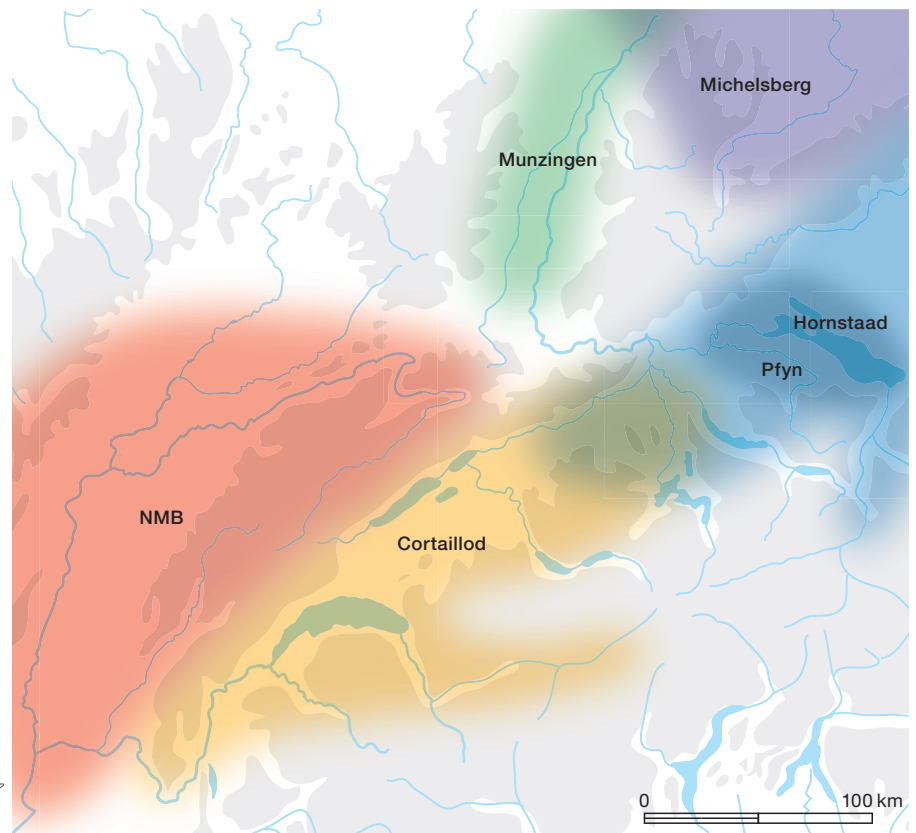 Michelsberg
Munzingen
Hornstaad
Pfyn
NMB
Cortaillod
0 100 km